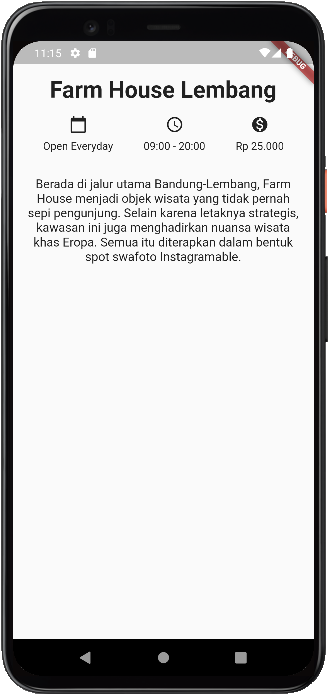 11:15
BUG
Farm House Lembang
Open Everyday
09:00 - 20:00
Rp 25.000
Berada di jalur utama Bandung-Lembang, Farm
House menjadi objek wisata yang tidak pernah
sepi pengunjung. Selain karena letaknya strategis,
kawasan ini juga menghadirkan nuansa wisata
khas Eropa. Semua itu diterapkan dalam bentuk
spot swafoto Instagramable.